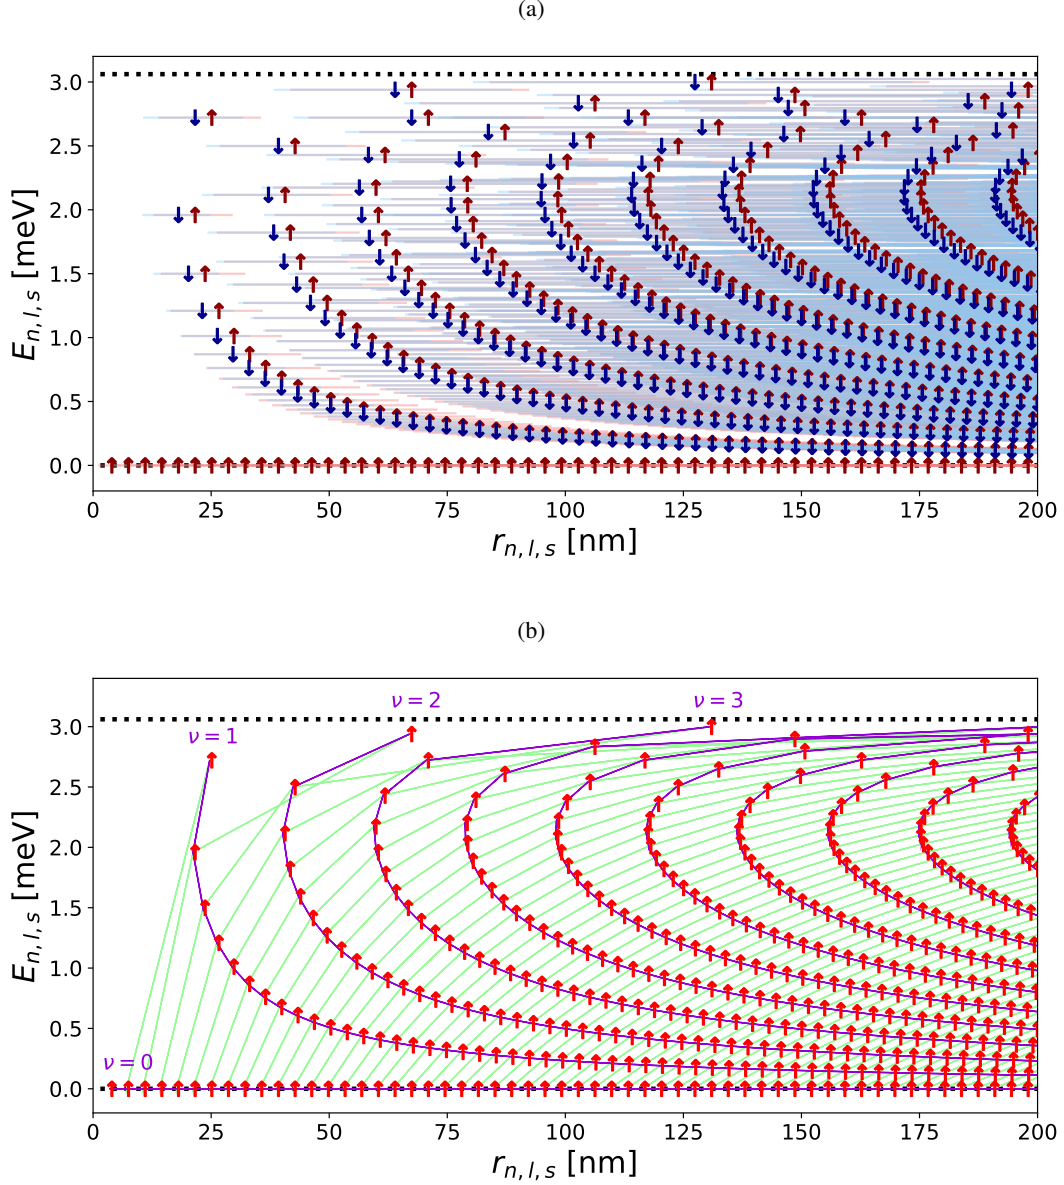 (a)
3.0
2.5
2.0
1.5
1.0
0.5
0.0
E_{n,l,s} [meV]
0 25 50 75 100 125 150 175 200
r_{n,l,s} [nm]
(b)
ν = 1
ν = 2
ν = 3
ν = 0
3.0
2.5
2.0
1.5
1.0
0.5
0.0
E_{n,l,s} [meV]
0 25 50 75 100 125 150 175 200
r_{n,l,s} [nm]